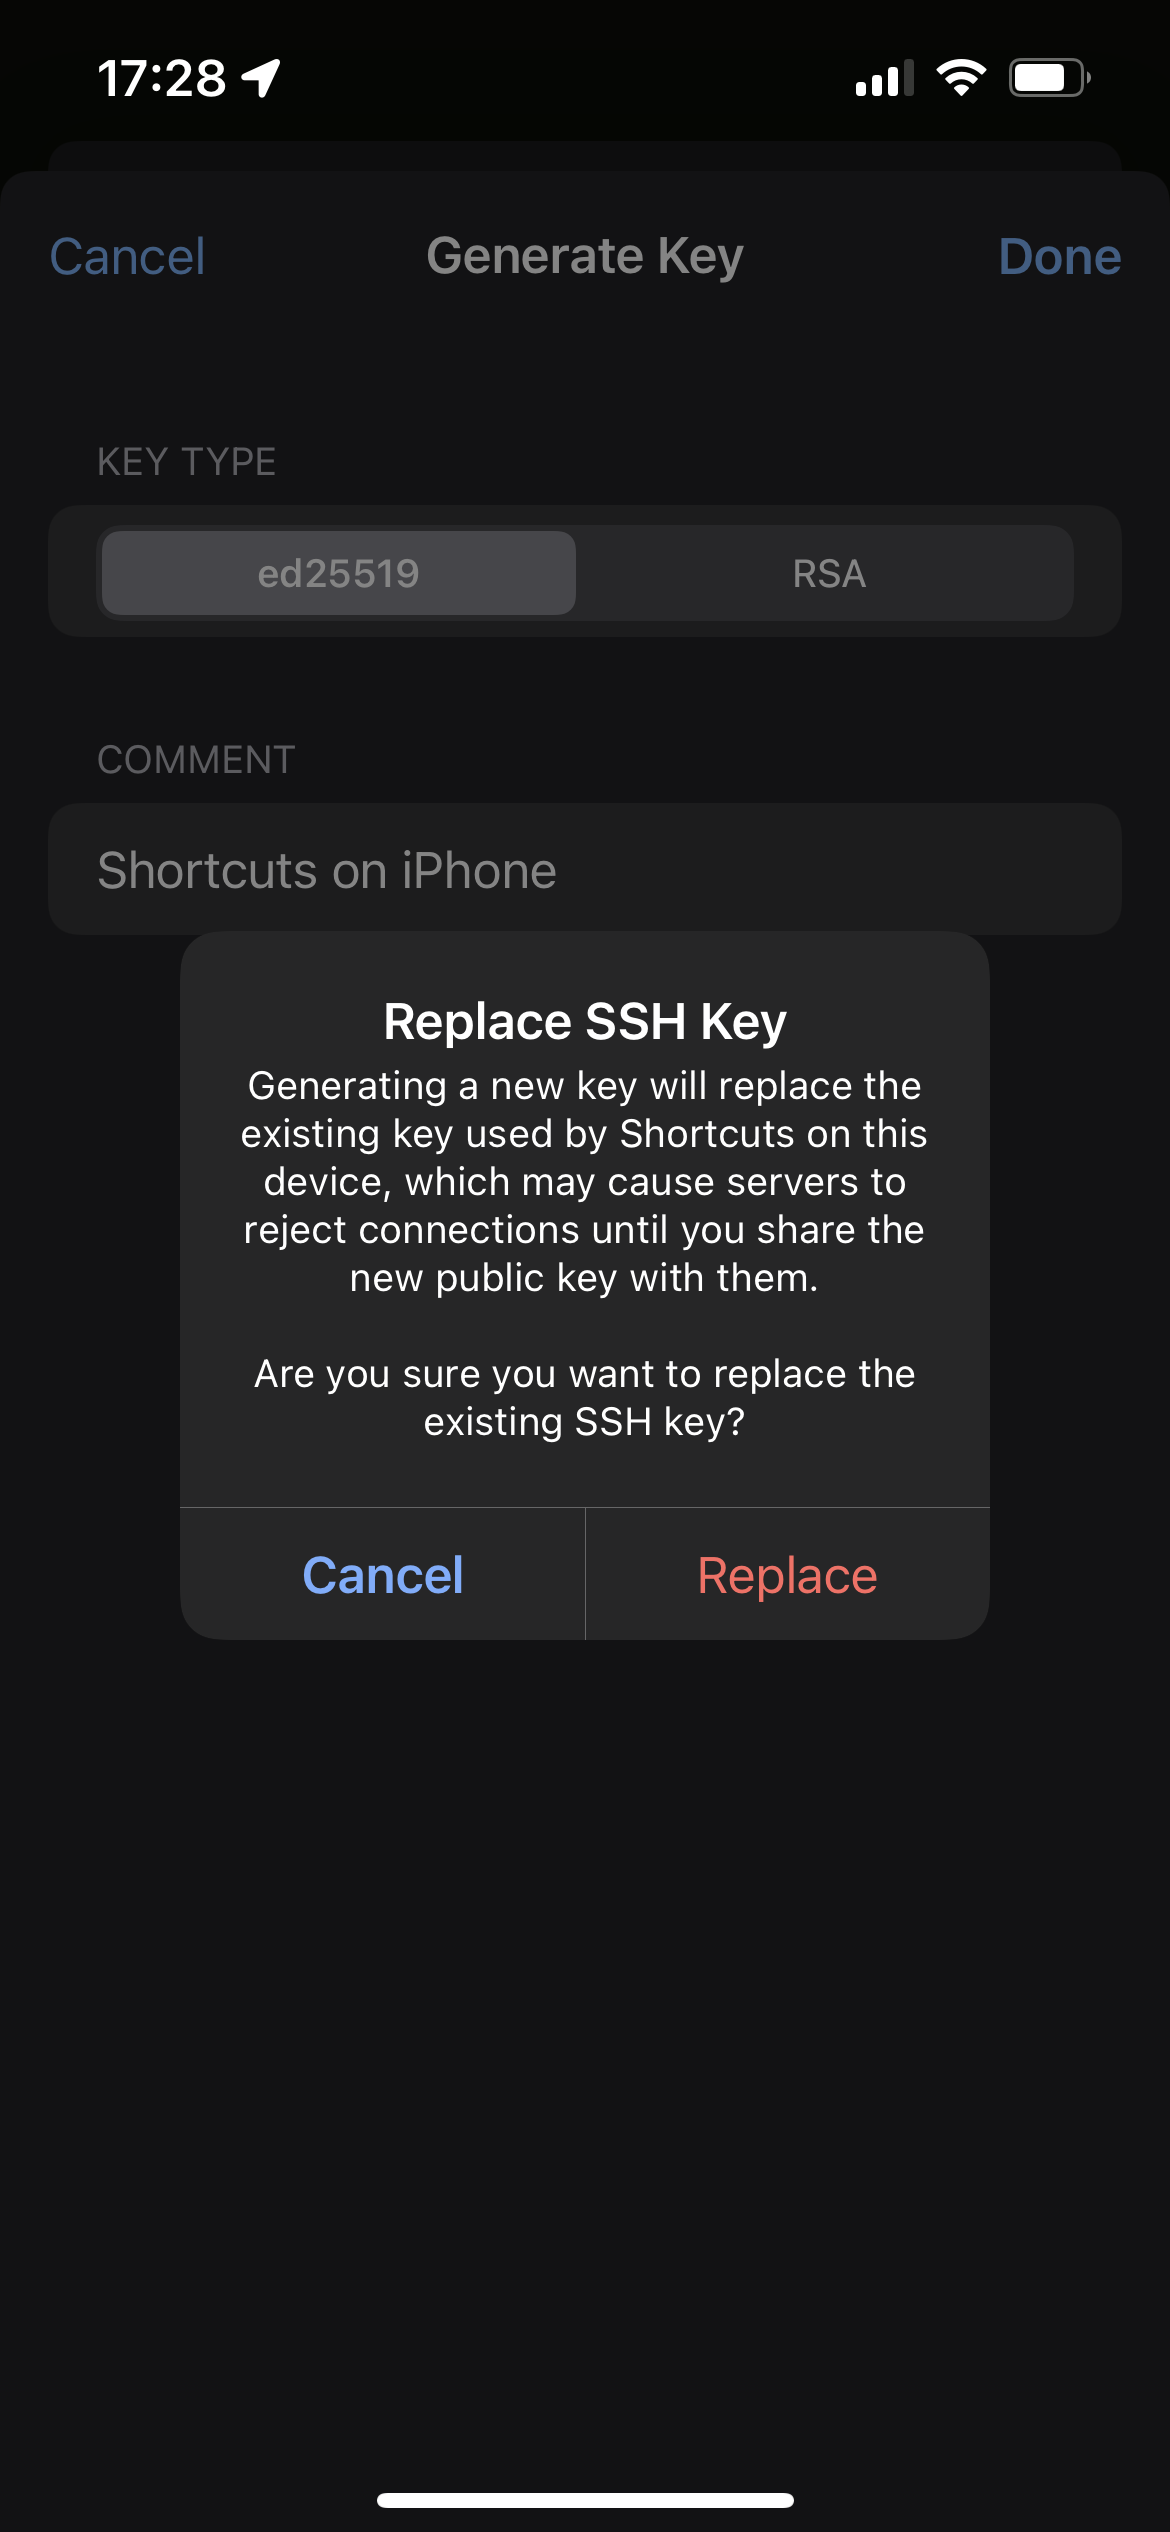 17:28
Cancel
Generate Key
Done
KEY TYPE
ed25519
RSA
COMMENT
Shortcuts on iPhone
Replace SSH Key
Generating a new key will replace the
existing key used by Shortcuts on this
device, which may cause servers to
reject connections until you share the
new public key with them.
Are you sure you want to replace the
existing SSH key?
Cancel
Replace